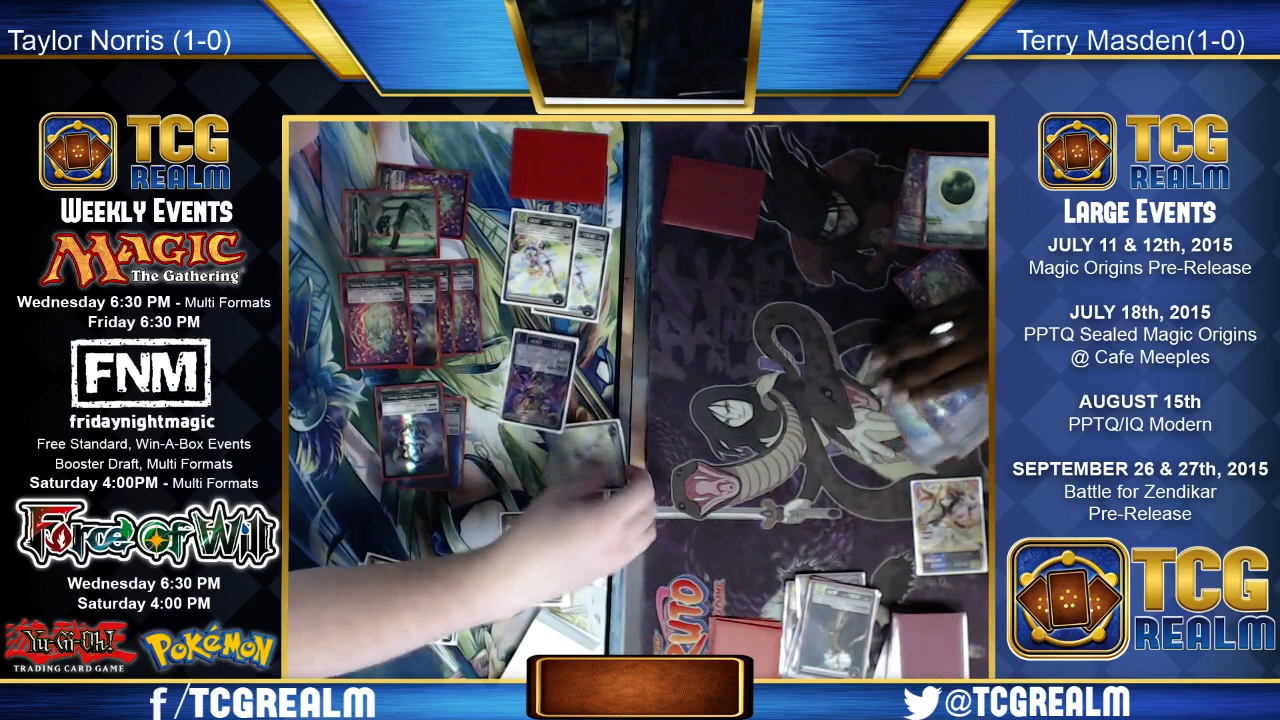 Taylor Norris (1-0)
Terry Masden(1-0)
TCG
REALM
WEEKLY EVENTS
MAGIC
The Gathering
Wednesday 6:30 PM - Multi Formats
Friday 6:30 PM
FNM
fridaynightmagic
Free Standard, Win-A-Box Events
Booster Draft, Multi Formats
Saturday 4:00PM - Multi Formats
Force of Will
Wednesday 6:30 PM
Saturday 4:00 PM
Yu-Gi-Oh!
TRADING CARD GAME
POKéMON
f/TCGREALM
TCG
REALM
LARGE EVENTS
JULY 11 & 12th, 2015
Magic Origins Pre-Release
JULY 18th, 2015
PPTQ Sealed Magic Origins
@ Cafe Meeples
AUGUST 15th
PPTQ/IQ Modern
SEPTEMBER 26 & 27th, 2015
Battle for Zendikar
Pre-Release
TCG
REALM
@TCGREALM